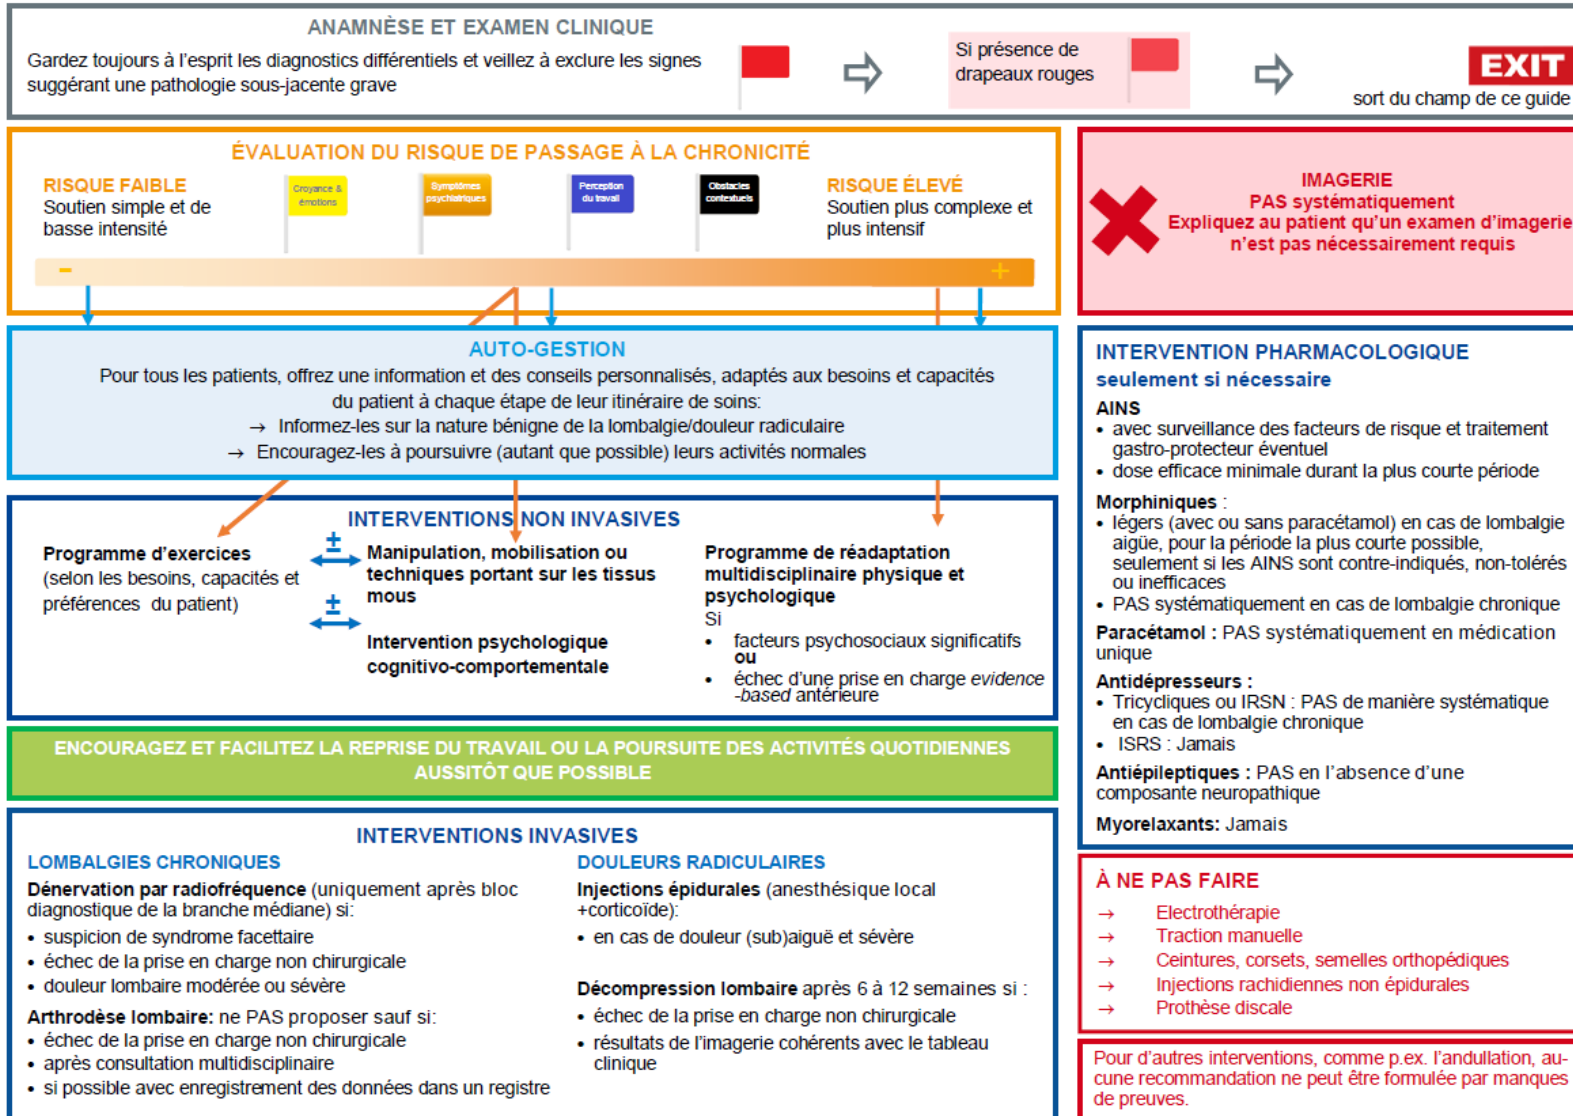 ANAMNÈSE ET EXAMEN CLINIQUE
Gardez toujours à l'esprit les diagnostics différentiels et veillez à exclure les signes
suggérant une pathologie sous-jacente grave
Si présence de
drapeaux rouges
EXIT
sort du champ de ce guide
ÉVALUATION DU RISQUE DE PASSAGE À LA CHRONICITÉ
RISQUE FAIBLE
Soutien simple et de
basse intensité
Croyance &
émotions
Symptômes
psychiatriques
Perception
du travail
Obstacles
contextuels
RISQUE ÉLEVÉ
Soutien plus complexe et
plus intensif
- +
IMAGERIE
PAS systématiquement
Expliquez au patient qu'un examen d'imagerie
n'est pas nécessairement requis
AUTO-GESTION
Pour tous les patients, offrez une information et des conseils personnalisés, adaptés aux besoins et capacités
du patient à chaque étape de leur itinéraire de soins:
→ Informez-les sur la nature bénigne de la lombalgie/douleur radiculaire
→ Encouragez-les à poursuivre (autant que possible) leurs activités normales
INTERVENTIONS NON INVASIVES
Programme d'exercices
(selon les besoins, capacités et
préférences du patient)
±
±
Manipulation, mobilisation ou
techniques portant sur les tissus
mous
Intervention psychologique
cognitivo-comportementale
Programme de réadaptation
multidisciplinaire physique et
psychologique
Si
• facteurs psychosociaux significatifs
ou
• échec d'une prise en charge evidence
-based antérieure
ENCOURAGEZ ET FACILITEZ LA REPRISE DU TRAVAIL OU LA POURSUITE DES ACTIVITÉS QUOTIDIENNES
AUSSITÔT QUE POSSIBLE
INTERVENTIONS INVASIVES
LOMBALGIES CHRONIQUES
Dénervation par radiofréquence (uniquement après bloc
diagnostique de la branche médiane) si:
• suspicion de syndrome facettaire
• échec de la prise en charge non chirurgicale
• douleur lombaire modérée ou sévère
Arthrodèse lombaire: ne PAS proposer sauf si:
• échec de la prise en charge non chirurgicale
• après consultation multidisciplinaire
• si possible avec enregistrement des données dans un registre
DOULEURS RADICULAIRES
Injections épidurales (anesthésique local
+corticoïde):
• en cas de douleur (sub)aiguë et sévère
Décompression lombaire après 6 à 12 semaines si :
• échec de la prise en charge non chirurgicale
• résultats de l'imagerie cohérents avec le tableau
clinique
INTERVENTION PHARMACOLOGIQUE
seulement si nécessaire
AINS
• avec surveillance des facteurs de risque et traitement
gastro-protecteur éventuel
• dose efficace minimale durant la plus courte période
Morphiniques :
• légers (avec ou sans paracétamol) en cas de lombalgie
aigüe, pour la période la plus courte possible,
seulement si les AINS sont contre-indiqués, non-tolérés
ou inefficaces
• PAS systématiquement en cas de lombalgie chronique
Paracétamol : PAS systématiquement en médication
unique
Antidépresseurs :
• Tricycliques ou IRSN : PAS de manière systématique
en cas de lombalgie chronique
• ISRS : Jamais
Antiépileptiques : PAS en l'absence d'une
composante neuropathique
Myorelaxants: Jamais
À NE PAS FAIRE
→ Electrothérapie
→ Traction manuelle
→ Ceintures, corsets, semelles orthopédiques
→ Injections rachidiennes non épidurales
→ Prothèse discale
Pour d'autres interventions, comme p.ex. l'andullation, au-
cune recommandation ne peut être formulée par manques
de preuves.